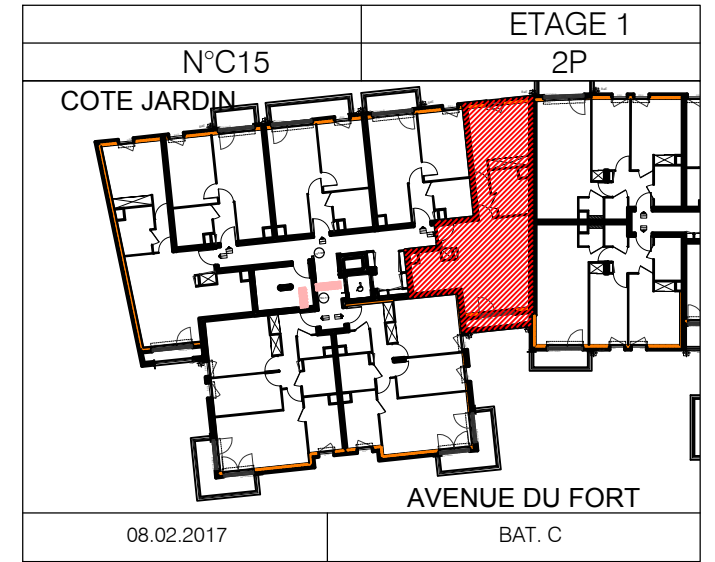 ETAGE 1
N°C15
2P
COTE JARDIN
AVENUE DU FORT
08.02.2017
BAT. C